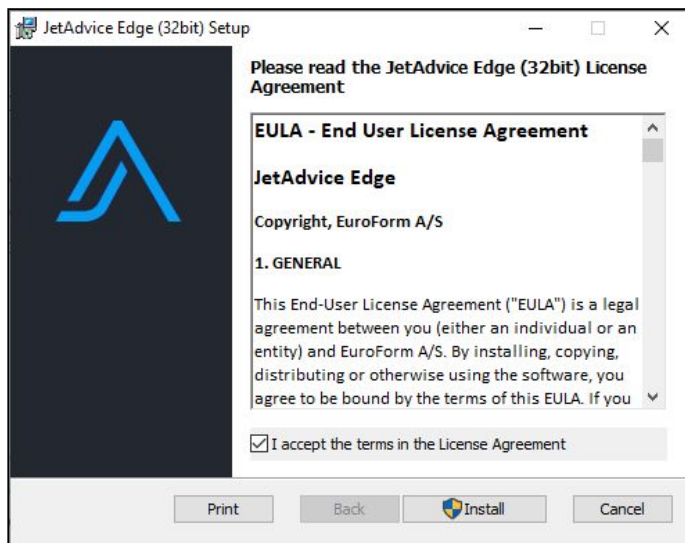 JetAdvice Edge (32bit) Setup
Please read the JetAdvice Edge (32bit) License
Agreement
EULA - End User License Agreement
JetAdvice Edge
Copyright, EuroForm A/S
1. GENERAL
This End-User License Agreement ("EULA") is a legal
agreement between you (either an individual or an
entity) and EuroForm A/S. By installing, copying,
distributing or otherwise using the software, you
agree to be bound by the terms of this EULA. If you
I accept the terms in the License Agreement
Print Back Install Cancel